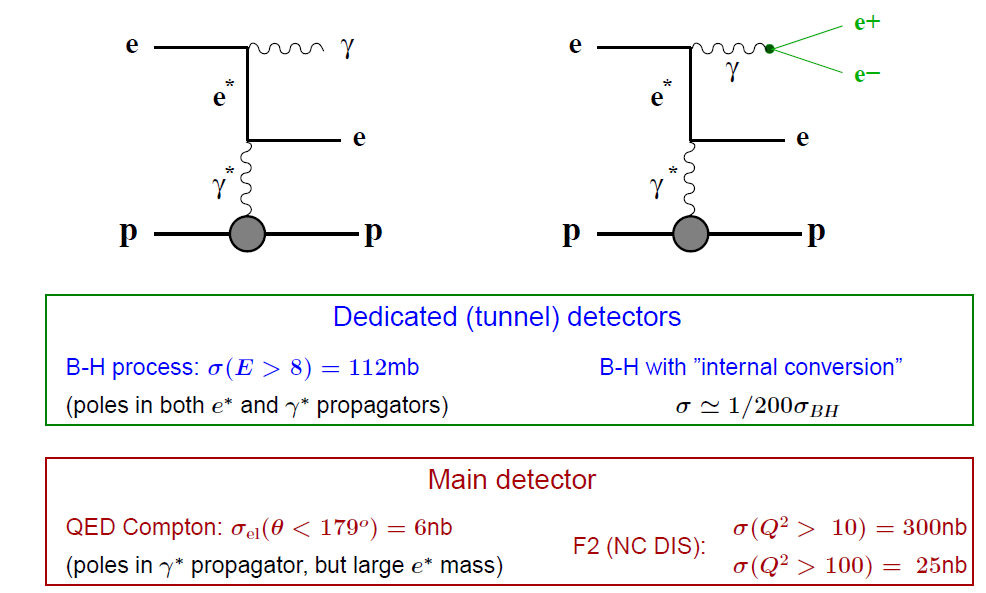 e γ e γ e+ e−
e* e*
e e
γ* γ*
p p p p
Dedicated (tunnel) detectors
B-H process: σ(E > 8) = 112mb
(poles in both e* and γ* propagators)
B-H with "internal conversion"
σ ≃ 1/200σ_BH
Main detector
QED Compton: σ_el(θ < 179°) = 6nb
(poles in γ* propagator, but large e* mass)
F2 (NC DIS):
σ(Q² > 10) = 300nb
σ(Q² > 100) = 25nb